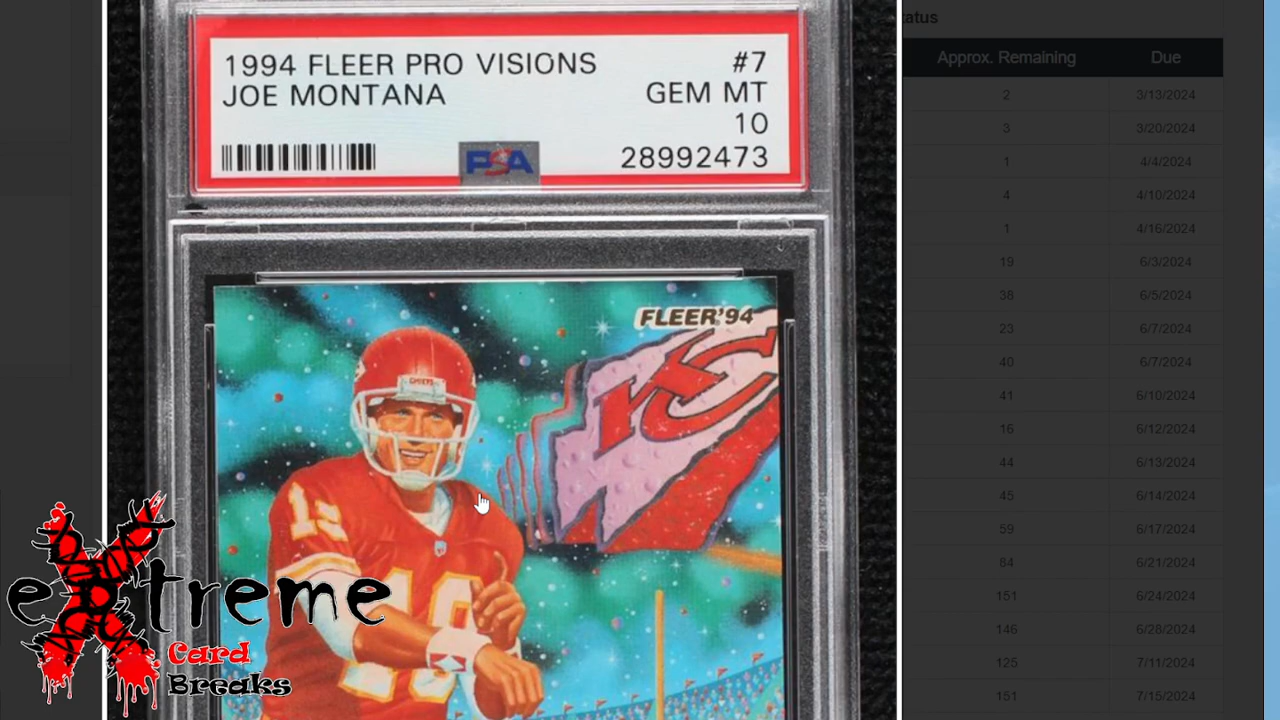 1994 FLEER PRO VISIONS #7
JOE MONTANA GEM MT
10
28992473
PSA
FLEER'94
KC
CHIEFS
19
19
eXtreme
Card
Breaks
tatus
Approx. Remaining Due
2 3/13/2024
3 3/20/2024
1 4/4/2024
4 4/10/2024
1 4/16/2024
19 6/3/2024
38 6/5/2024
23 6/7/2024
40 6/7/2024
41 6/10/2024
16 6/12/2024
44 6/13/2024
45 6/14/2024
59 6/17/2024
84 6/21/2024
151 6/24/2024
146 6/28/2024
125 7/11/2024
151 7/15/2024